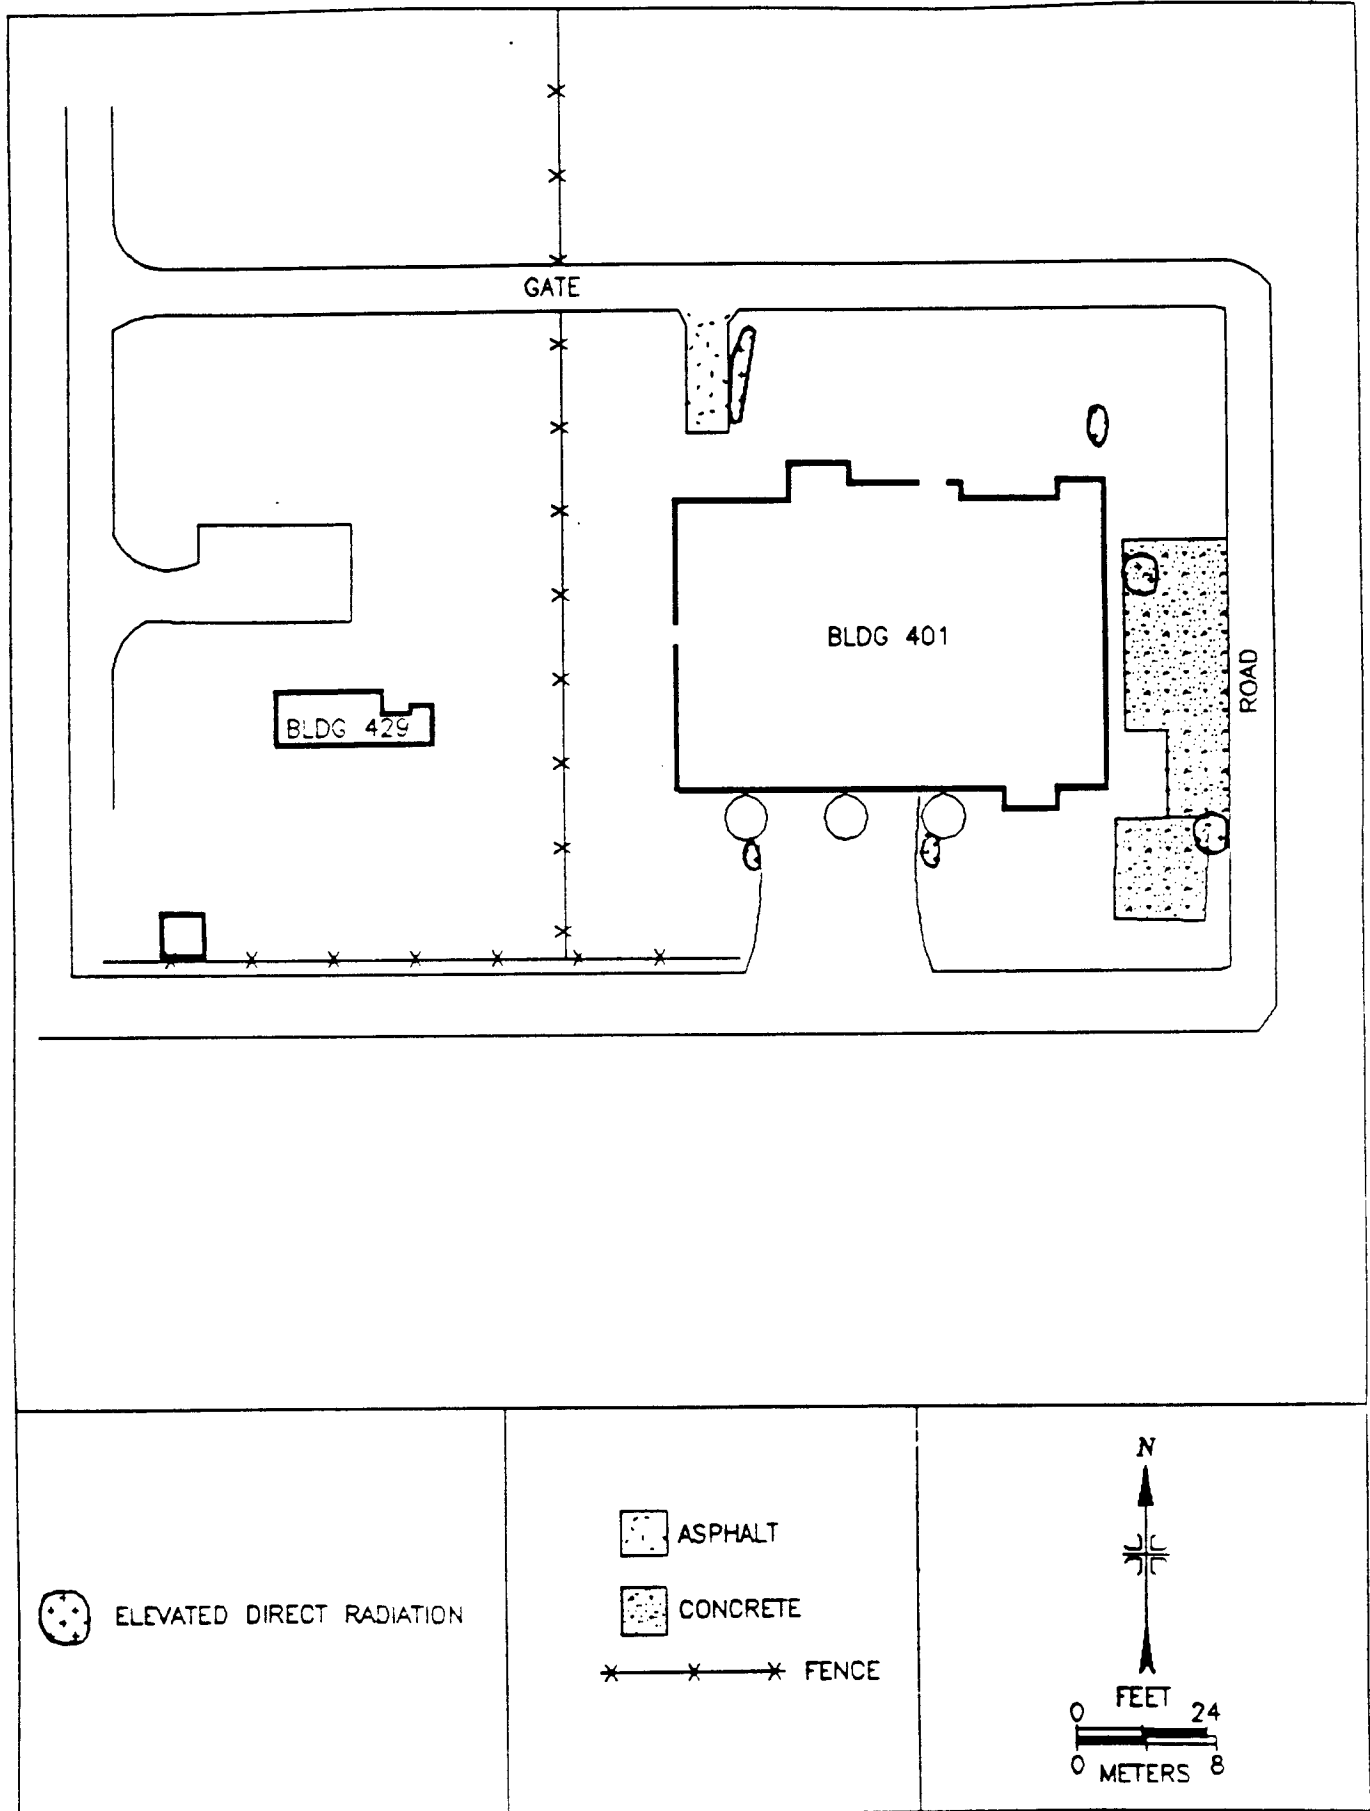 GATE
BLDG 401
ROAD
BLDG 429
ELEVATED DIRECT RADIATION
ASPHALT
CONCRETE
FENCE
N
FEET
0 24
0 METERS 8